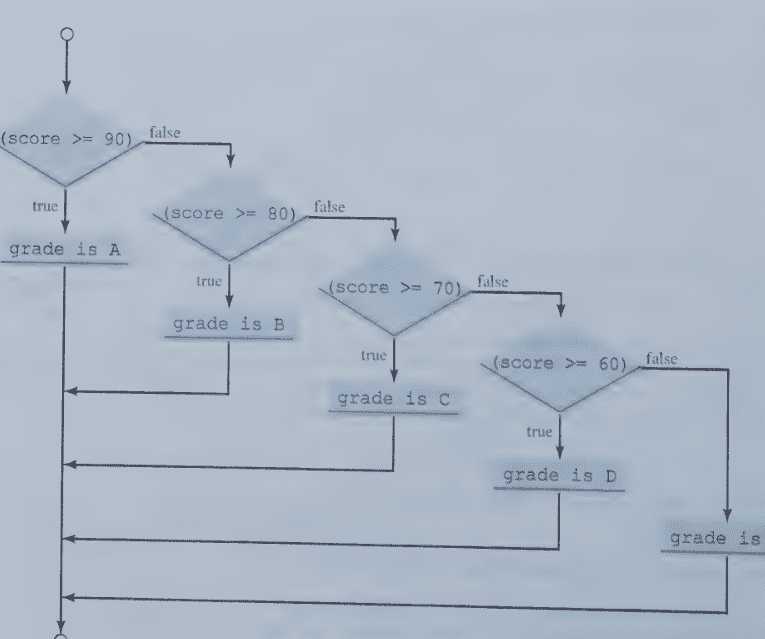 (score >= 90)
false
true
grade is A
(score >= 80)
false
true
grade is B
(score >= 70)
false
true
grade is C
(score >= 60)
false
true
grade is D
grade is